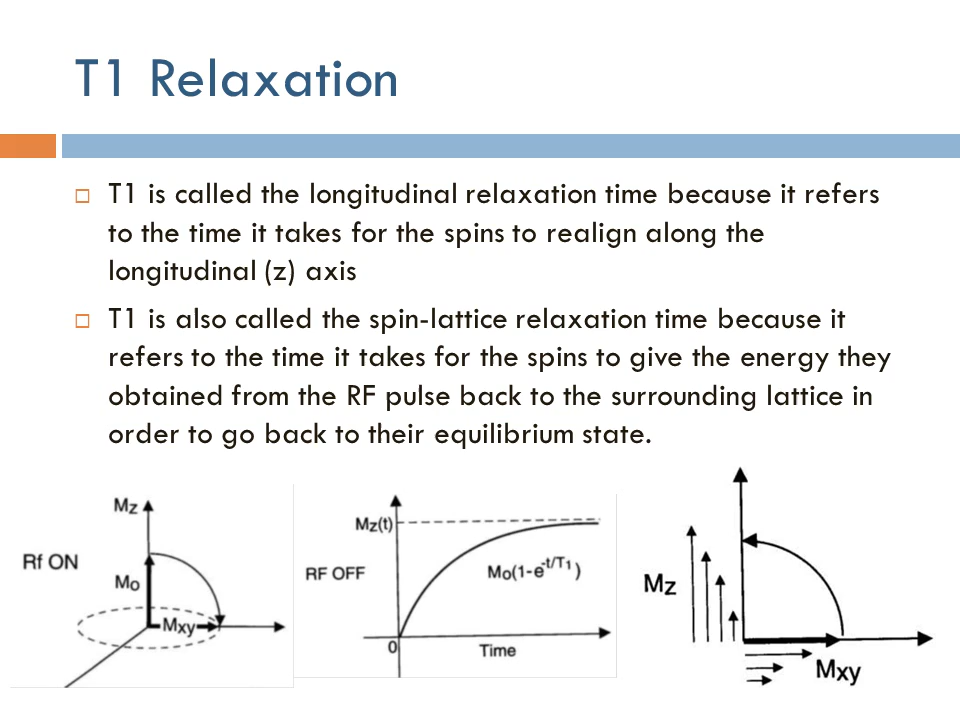 T1 Relaxation
T1 is called the longitudinal relaxation time because it refers
to the time it takes for the spins to realign along the
longitudinal (z) axis
T1 is also called the spin-lattice relaxation time because it
refers to the time it takes for the spins to give the energy they
obtained from the RF pulse back to the surrounding lattice in
order to go back to their equilibrium state.
Mz
Rf ON
Mo
Mxy
Mz(t)
RF OFF
Mo(1-e-t/T1)
0
Time
Mz
Mxy